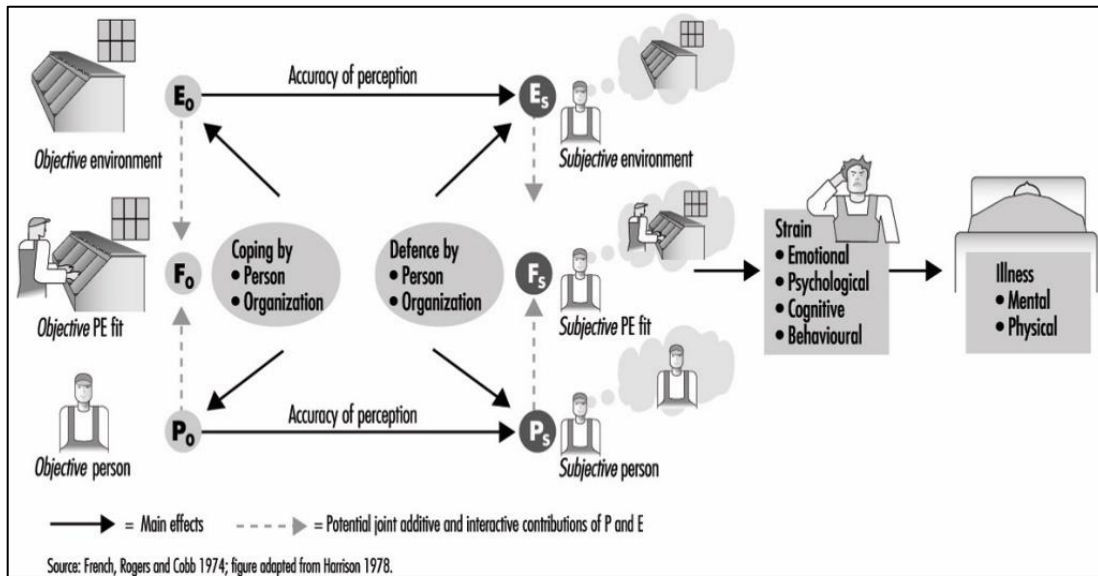 Accuracy of perception
E₀
Eₛ
Objective environment
Subjective environment
Coping by
• Person
• Organization
Defence by
• Person
• Organization
F₀
Fₛ
Objective PE fit
Subjective PE fit
Strain
• Emotional
• Psychological
• Cognitive
• Behavioural
Illness
• Mental
• Physical
Accuracy of perception
P₀
Pₛ
Objective person
Subjective person
= Main effects
= Potential joint additive and interactive contributions of P and E
Source: French, Rogers and Cobb 1974; figure adapted from Harrison 1978.